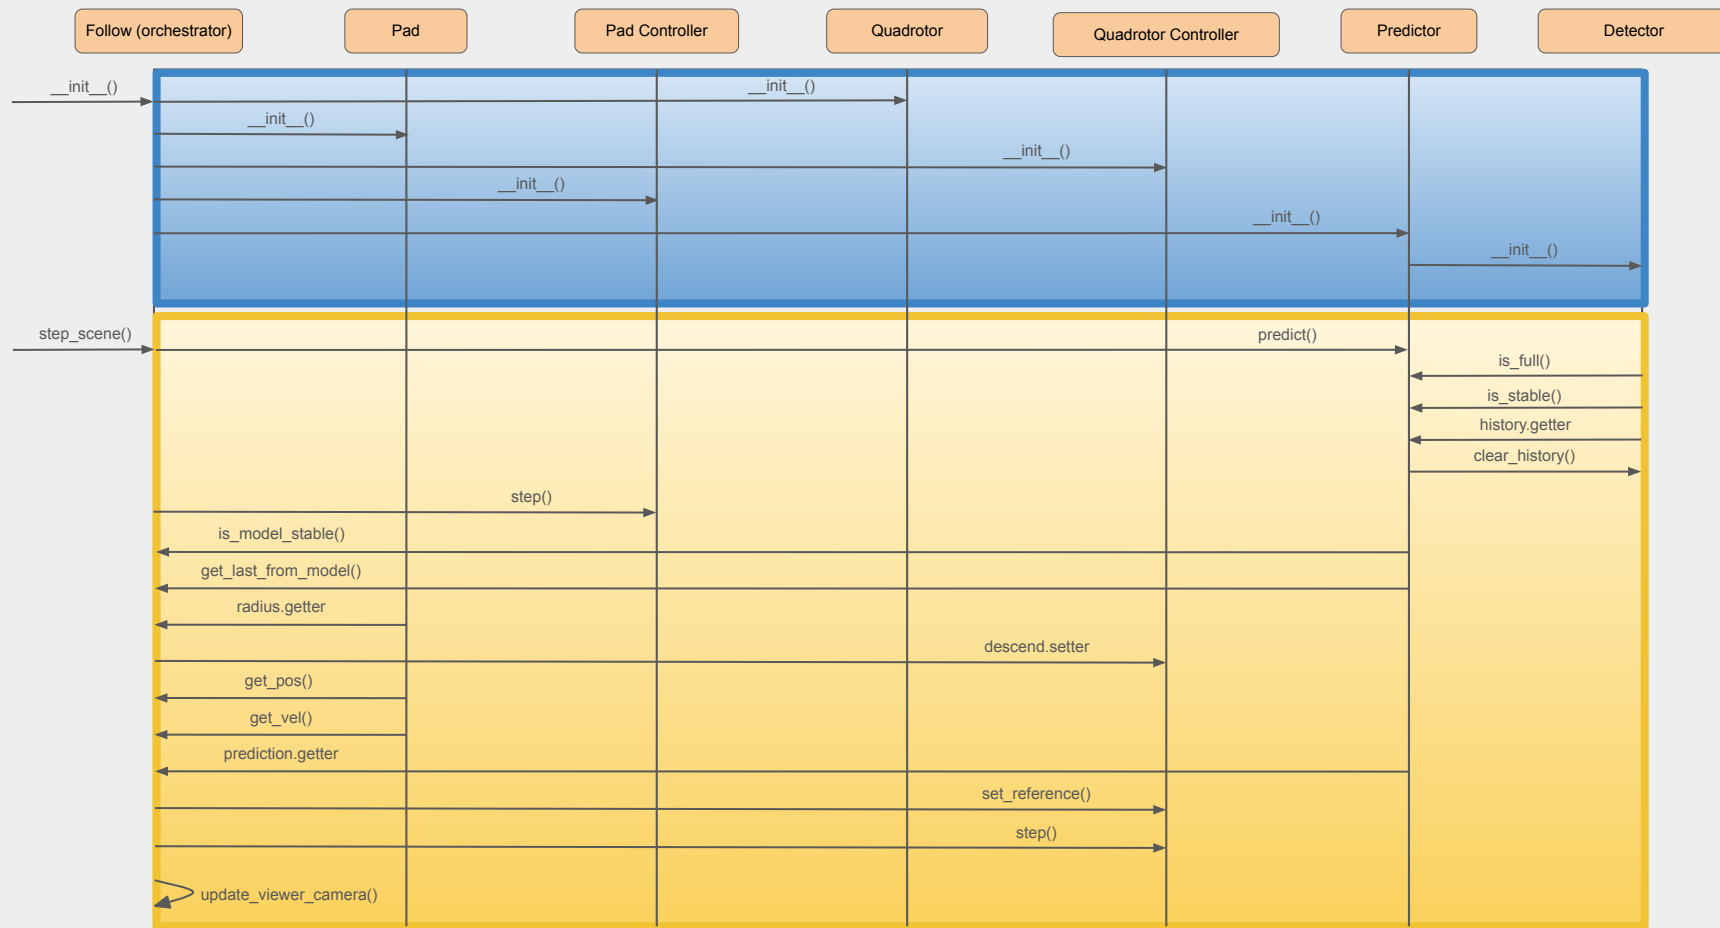 Follow (orchestrator)
Pad
Pad Controller
Quadrotor
Quadrotor Controller
Predictor
Detector
__init__()
__init__()
__init__()
__init__()
__init__()
__init__()
__init__()
step_scene()
predict()
is_full()
is_stable()
history.getter
clear_history()
step()
is_model_stable()
get_last_from_model()
radius.getter
descend.setter
get_pos()
get_vel()
prediction.getter
set_reference()
step()
update_viewer_camera()